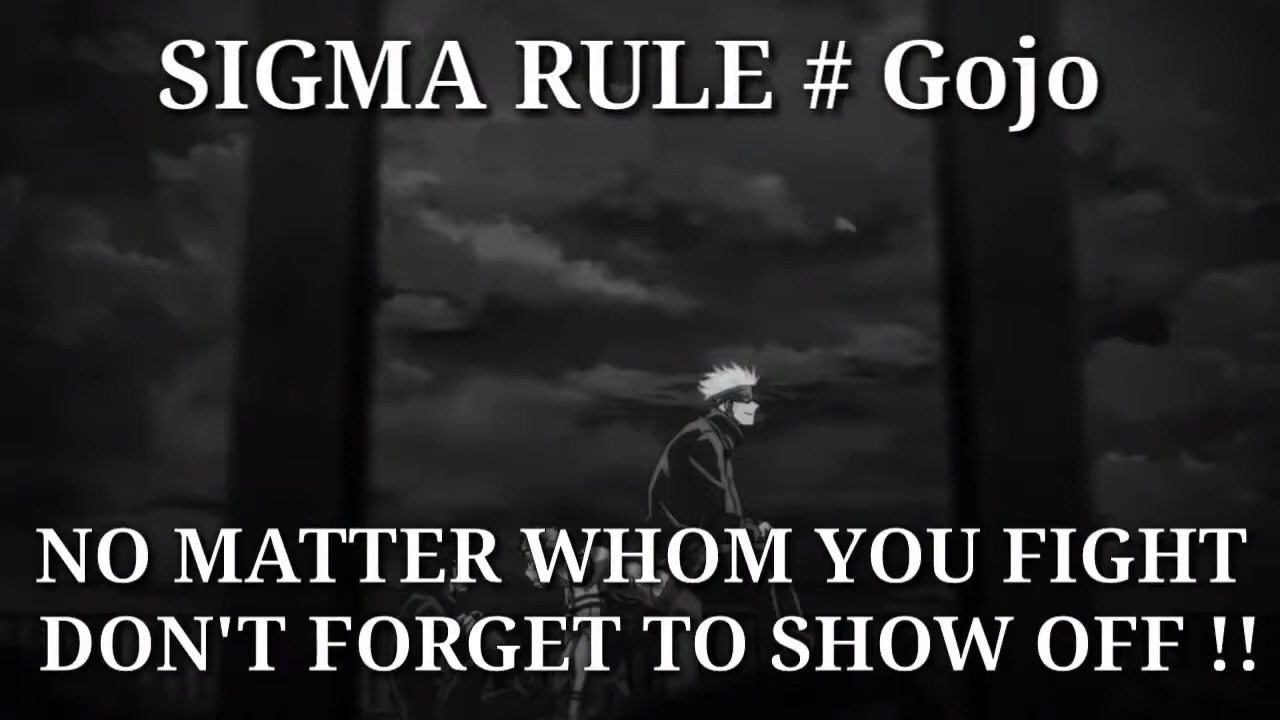 SIGMA RULE # Gojo
NO MATTER WHOM YOU FIGHT
DON'T FORGET TO SHOW OFF !!